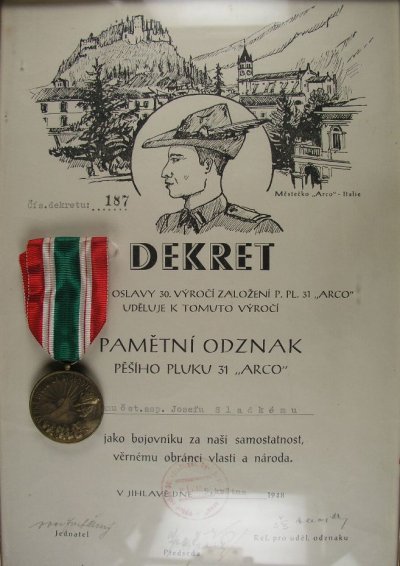 Městečko „Arco" - Italie
Čís.dekretu: ...187
DEKRET
OSLAVY 30. VÝROČÍ ZALOŽENÍ P. PL. 31 „ARCO"
UDĚLUJE K TOMUTO VÝROČÍ
PAMĚTNÍ ODZNAK
PĚŠÍHO PLUKU 31 „ARCO"
Josefu Sladkému
jako bojovníku za naši samostatnost,
věrnému obránci vlasti a národa.
V JIHLAVĚ DNE 1948
Jednatel
Předseda
Ref. pro uděl. odznaku